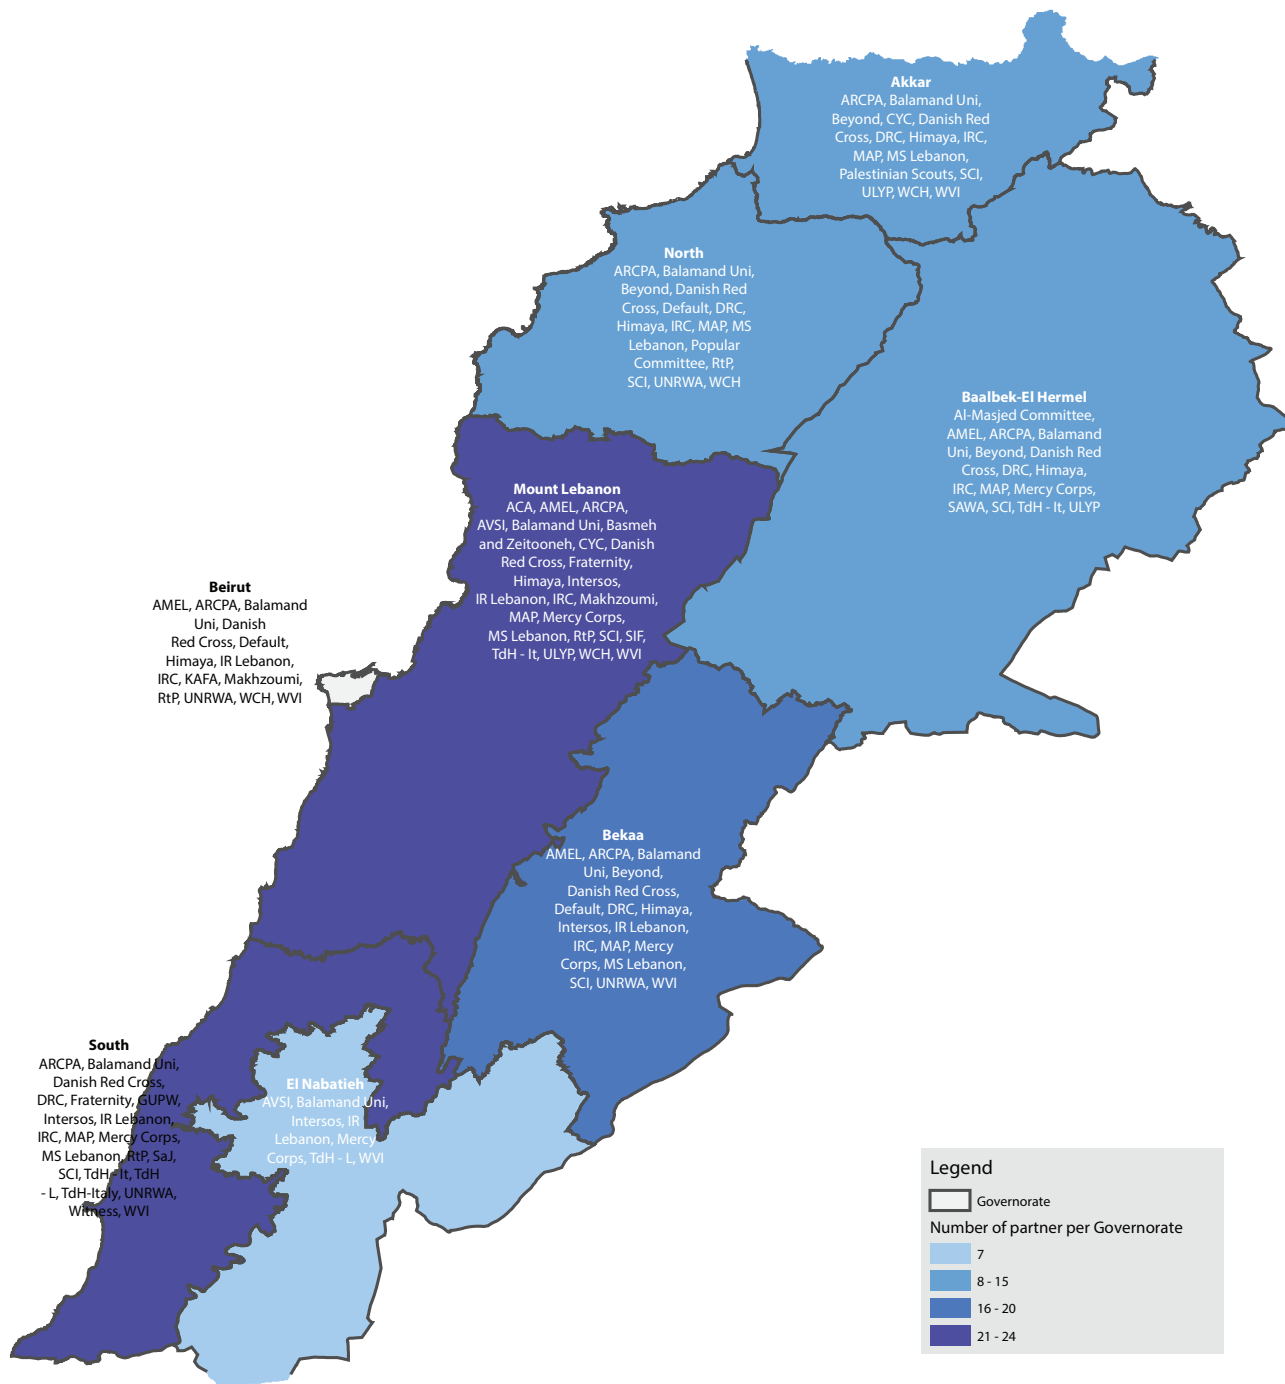 Akkar
ARCPA, Balamand Uni,
Beyond, CYC, Danish Red
Cross, DRC, Himaya, IRC,
MAP, MS Lebanon,
Palestinian Scouts, SCI,
ULYP, WCH, WVI
North
ARCPA, Balamand Uni,
Beyond, Danish Red
Cross, Default, DRC,
Himaya, IRC, MAP, MS
Lebanon, Popular
Committee, RtP,
SCI, UNRWA, WCH
Baalbek-El Hermel
Al-Masjed Committee,
AMEL, ARCPA, Balamand
Uni, Beyond, Danish Red
Cross, DRC, Himaya,
IRC, MAP, Mercy Corps,
SAWA, SCI, TdH - It, ULYP
Mount Lebanon
ACA, AMEL, ARCPA,
AVSI, Balamand Uni, Basmeh
and Zeitooneh, CYC, Danish
Red Cross, Fraternity,
Himaya, Intersos,
IR Lebanon, IRC, Makhzoumi,
MAP, Mercy Corps,
MS Lebanon, RtP, SCI, SIF,
TdH - It, ULYP, WCH, WVI
Beirut
AMEL, ARCPA, Balamand
Uni, Danish
Red Cross, Default,
Himaya, IR Lebanon,
IRC, KAFA, Makhzoumi,
RtP, UNRWA, WCH, WVI
Bekaa
AMEL, ARCPA, Balamand
Uni, Beyond,
Danish Red Cross,
Default, DRC, Himaya,
Intersos, IR Lebanon,
IRC, MAP, Mercy
Corps, MS Lebanon,
SCI, UNRWA, WVI
South
ARCPA, Balamand Uni,
Danish Red Cross,
DRC, Fraternity, GUPW,
Intersos, IR Lebanon,
IRC, MAP, Mercy Corps,
MS Lebanon, RtP, SaJ,
SCI, TdH - It, TdH
- L, TdH-Italy, UNRWA,
Witness, WVI
El Nabatieh
AVSI, Balamand Uni,
Intersos, IR
Lebanon, Mercy
Corps, TdH - L, WVI
Legend
Governorate
Number of partner per Governorate
7
8 - 15
16 - 20
21 - 24